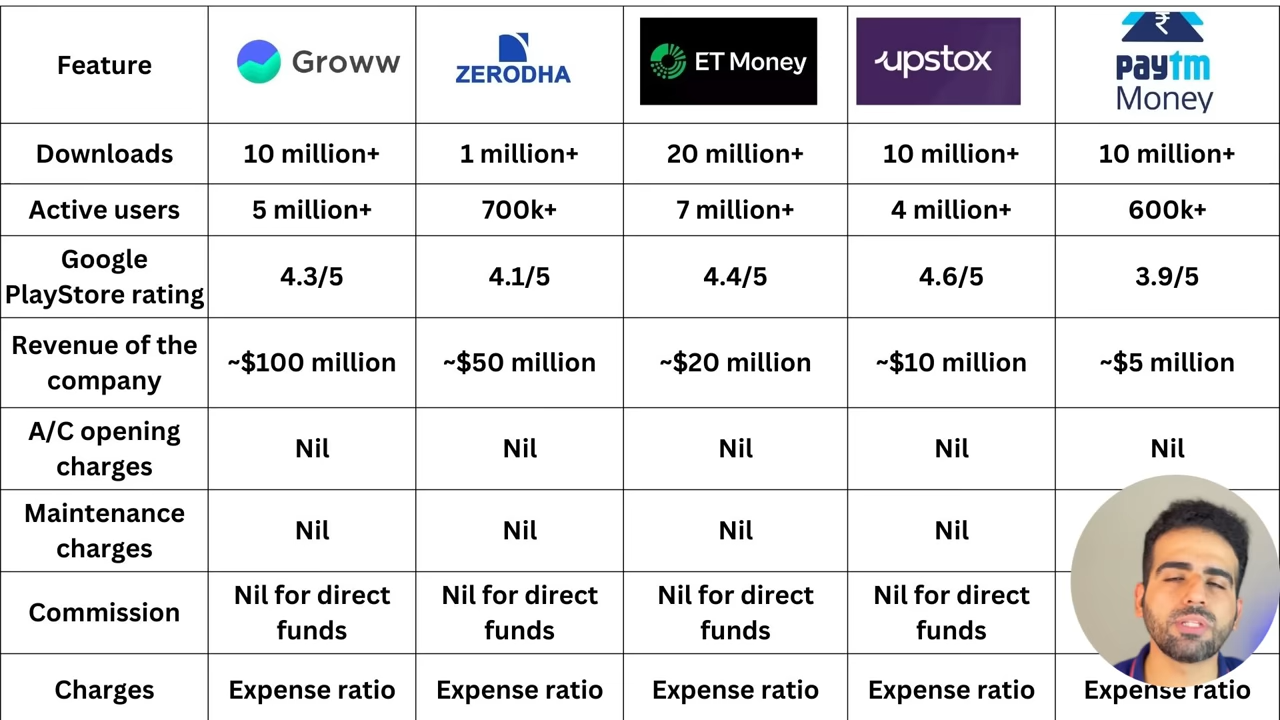 Feature
Groww
ZERODHA
ET Money
upstox
₹
paytm
Money
Downloads
10 million+
1 million+
20 million+
10 million+
10 million+
Active users
5 million+
700k+
7 million+
4 million+
600k+
Google
PlayStore rating
4.3/5
4.1/5
4.4/5
4.6/5
3.9/5
Revenue of the
company
~$100 million
~$50 million
~$20 million
~$10 million
~$5 million
A/C opening
charges
Nil
Nil
Nil
Nil
Nil
Maintenance
charges
Nil
Nil
Nil
Nil
Commission
Nil for direct
funds
Nil for direct
funds
Nil for direct
funds
Nil for direct
funds
Charges
Expense ratio
Expense ratio
Expense ratio
Expense ratio
Expense ratio